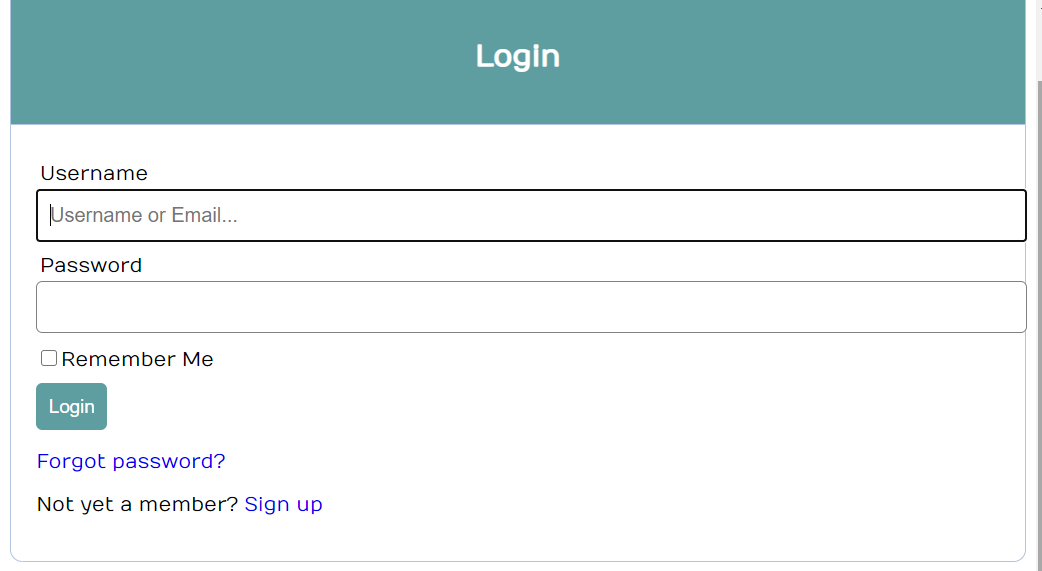 Login
Username
Username or Email...
Password
Remember Me
Login
Forgot password?
Not yet a member? Sign up